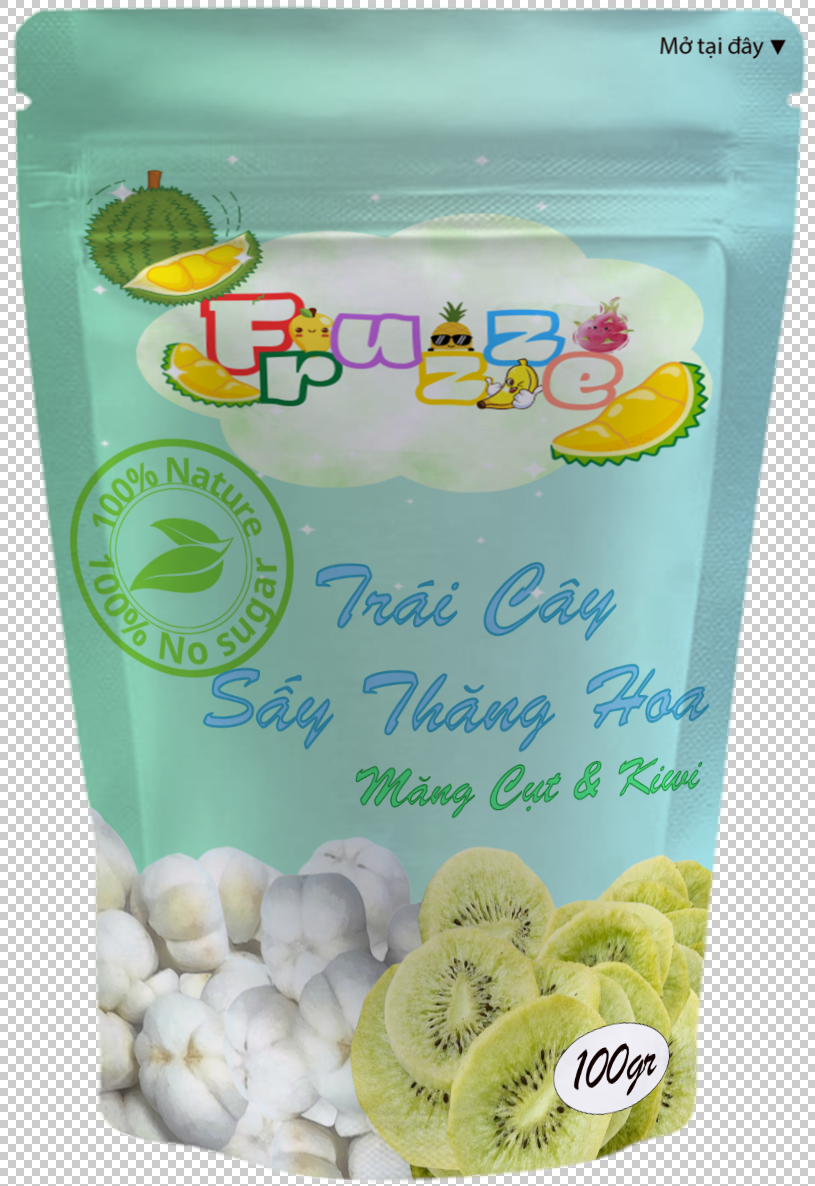 Mở tại đây ▼
Fruzze
100% Nature
100% No sugar
Trái Cây
Sấy Thăng Hoa
Măng Cụt & Kiwi
100gr